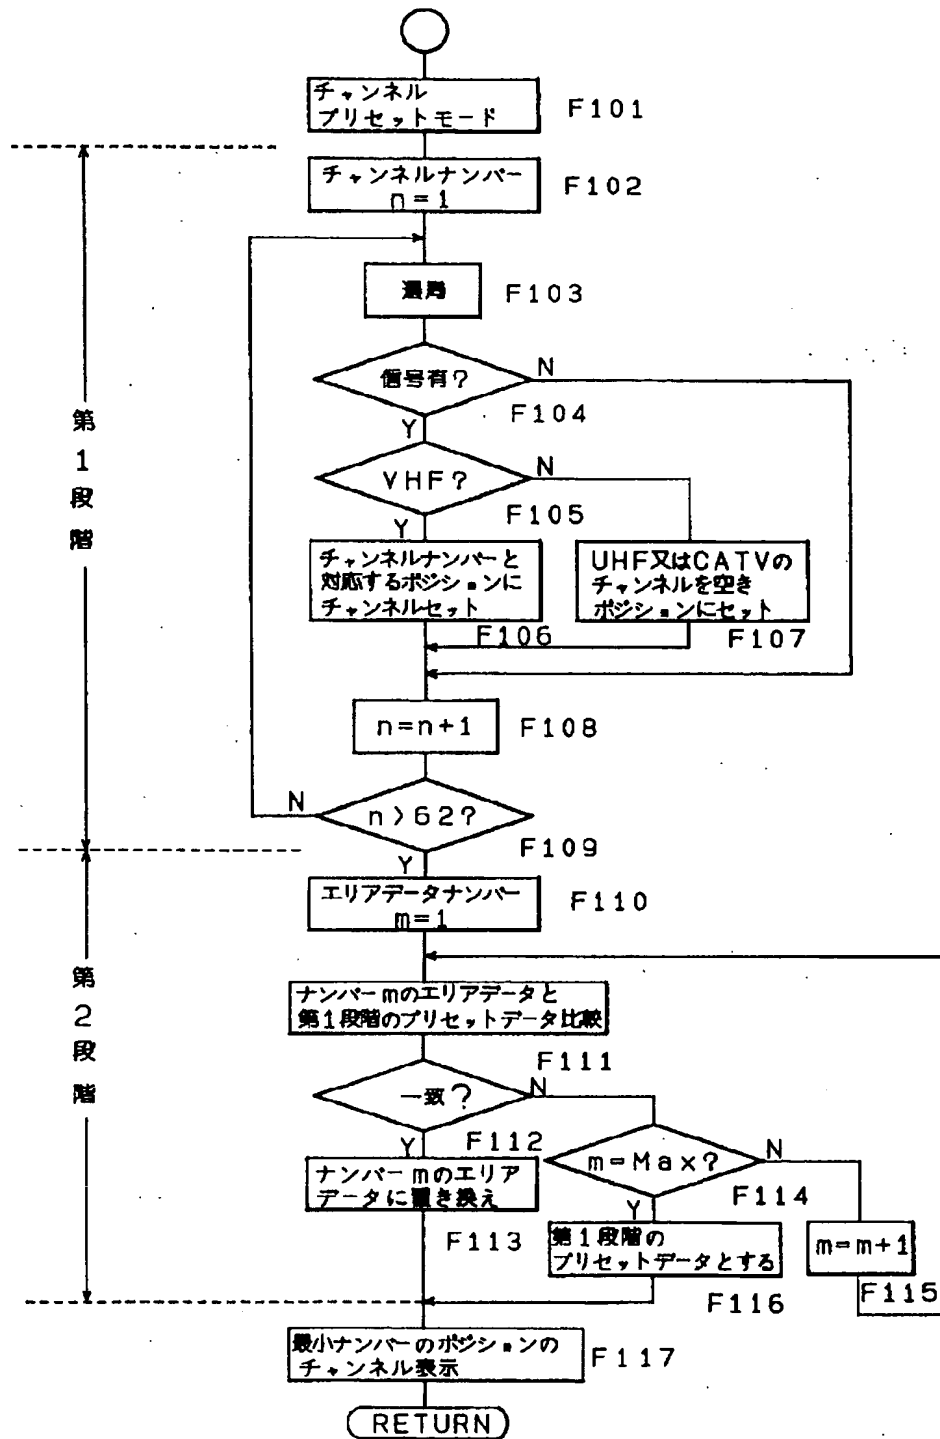 チャンネル
プリセットモード
F101
チャンネルナンバー
n=1
F102
選局
F103
信号有?
N
F104
Y
VHF?
N
F105
Y
チャンネルナンバーと
対応するポジションに
チャンネルセット
F106
UHF又はCATVの
チャンネルを空き
ポジションにセット
F107
n=n+1
F108
n>62?
N
F109
Y
第1段階
エリアデータナンバー
m=1
F110
ナンバーmのエリアデータと
第1段階のプリセットデータ比較
F111
一致?
N
F112
Y
ナンバーmのエリア
データに置き換え
F113
m=Max?
N
F114
Y
m=m+1
F115
第1段階の
プリセットデータとする
F116
第2段階
最小ナンバーのポジションの
チャンネル表示
F117
RETURN